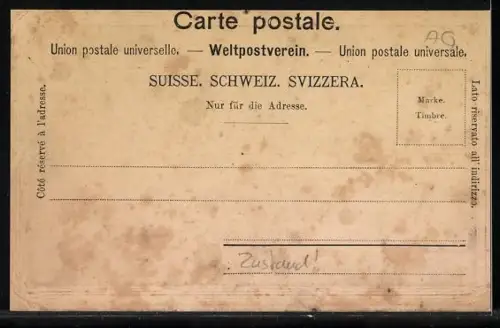 Carte postale.
AG
Union postale universelle. — Weltpostverein. — Union postale universale.
SUISSE. SCHWEIZ. SVIZZERA.
Nur für die Adresse.
Marke.
Timbre.
Côté réservé à l'adresse.
Lato riservato all'indirizzo.
Zustand!